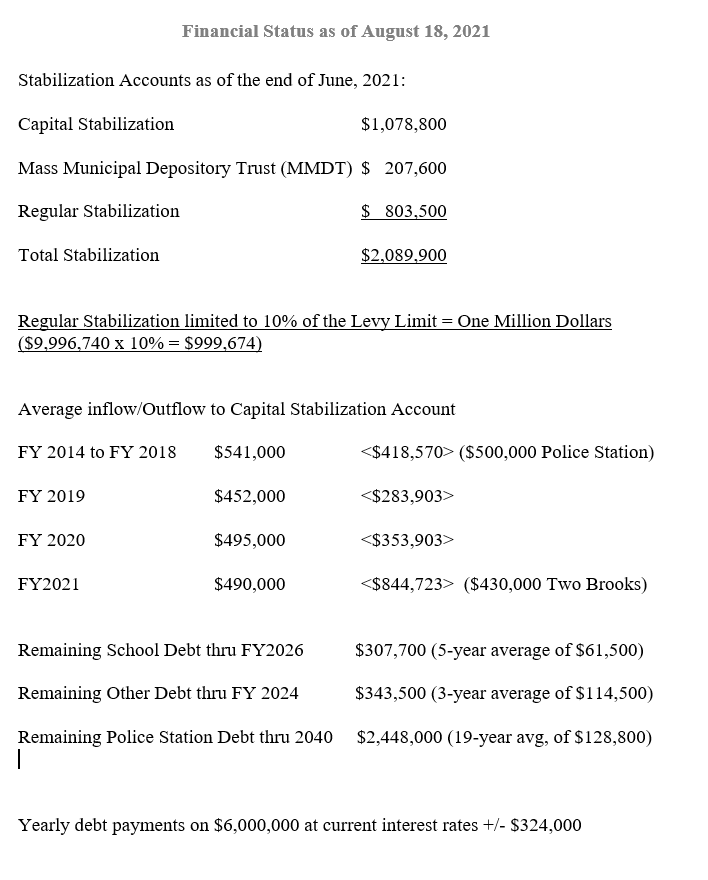 Financial Status as of August 18, 2021
Stabilization Accounts as of the end of June, 2021:
Capital Stabilization $1,078,800
Mass Municipal Depository Trust (MMDT) $ 207,600
Regular Stabilization $ 803,500
Total Stabilization $2,089,900
Regular Stabilization limited to 10% of the Levy Limit = One Million Dollars
($9,996,740 x 10% = $999,674)
Average inflow/Outflow to Capital Stabilization Account
FY 2014 to FY 2018 $541,000 <$418,570> ($500,000 Police Station)
FY 2019 $452,000 <$283,903>
FY 2020 $495,000 <$353,903>
FY2021 $490,000 <$844,723> ($430,000 Two Brooks)
Remaining School Debt thru FY2026 $307,700 (5-year average of $61,500)
Remaining Other Debt thru FY 2024 $343,500 (3-year average of $114,500)
Remaining Police Station Debt thru 2040 $2,448,000 (19-year avg, of $128,800)
Yearly debt payments on $6,000,000 at current interest rates +/- $324,000